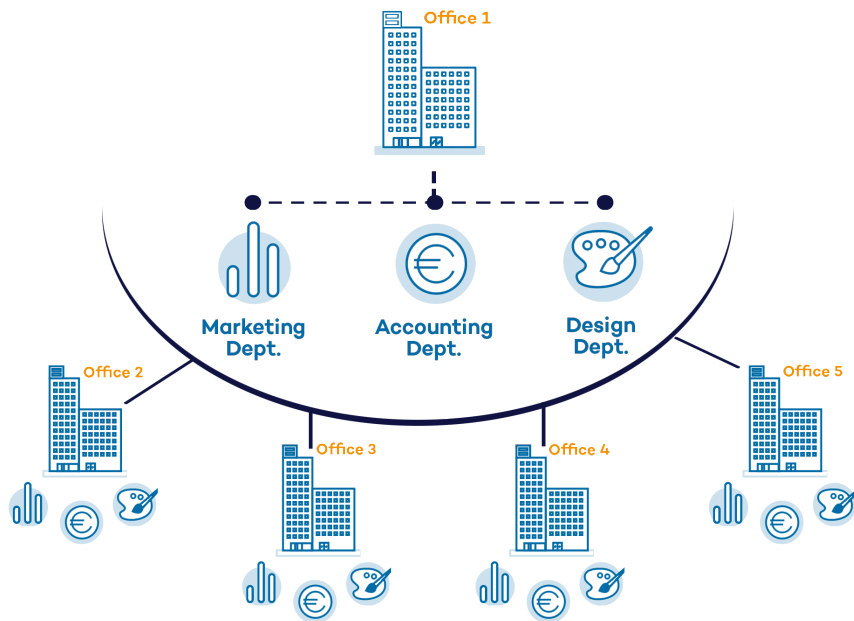 Office 1
Marketing
Dept.
Accounting
Dept.
Design
Dept.
Office 2
Office 5
Office 3
Office 4